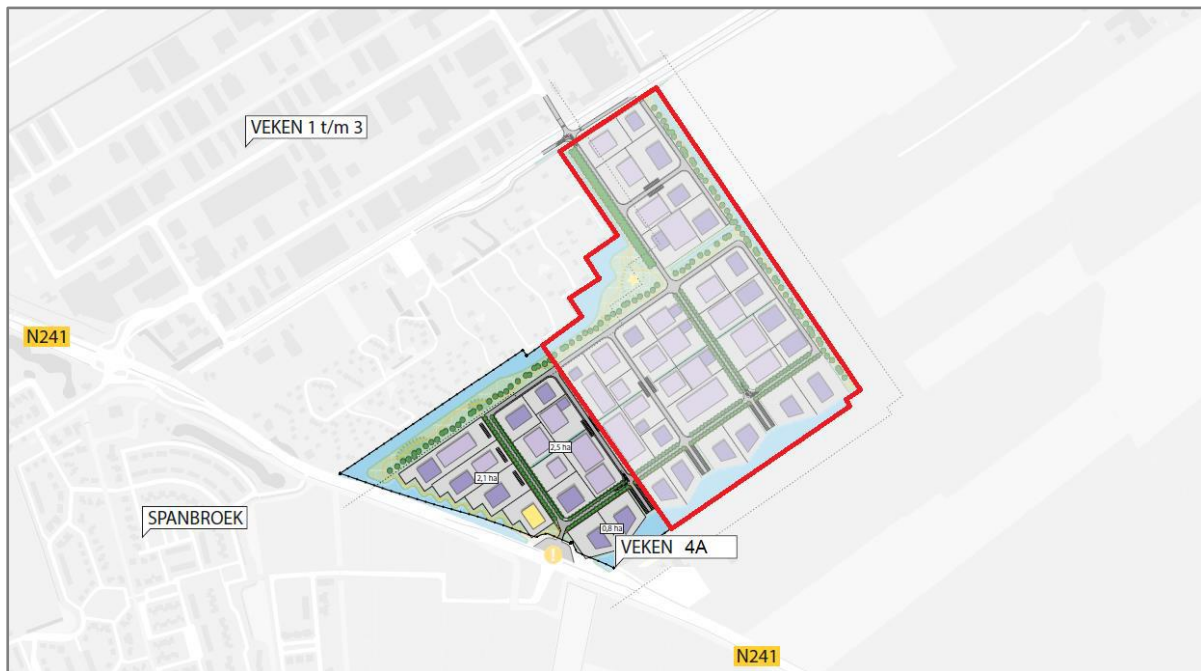 VEKEN 1 t/m 3
N241
2,5 ha
2,1 ha
SPANBROEK
0,8 ha
!
VEKEN 4A
N241